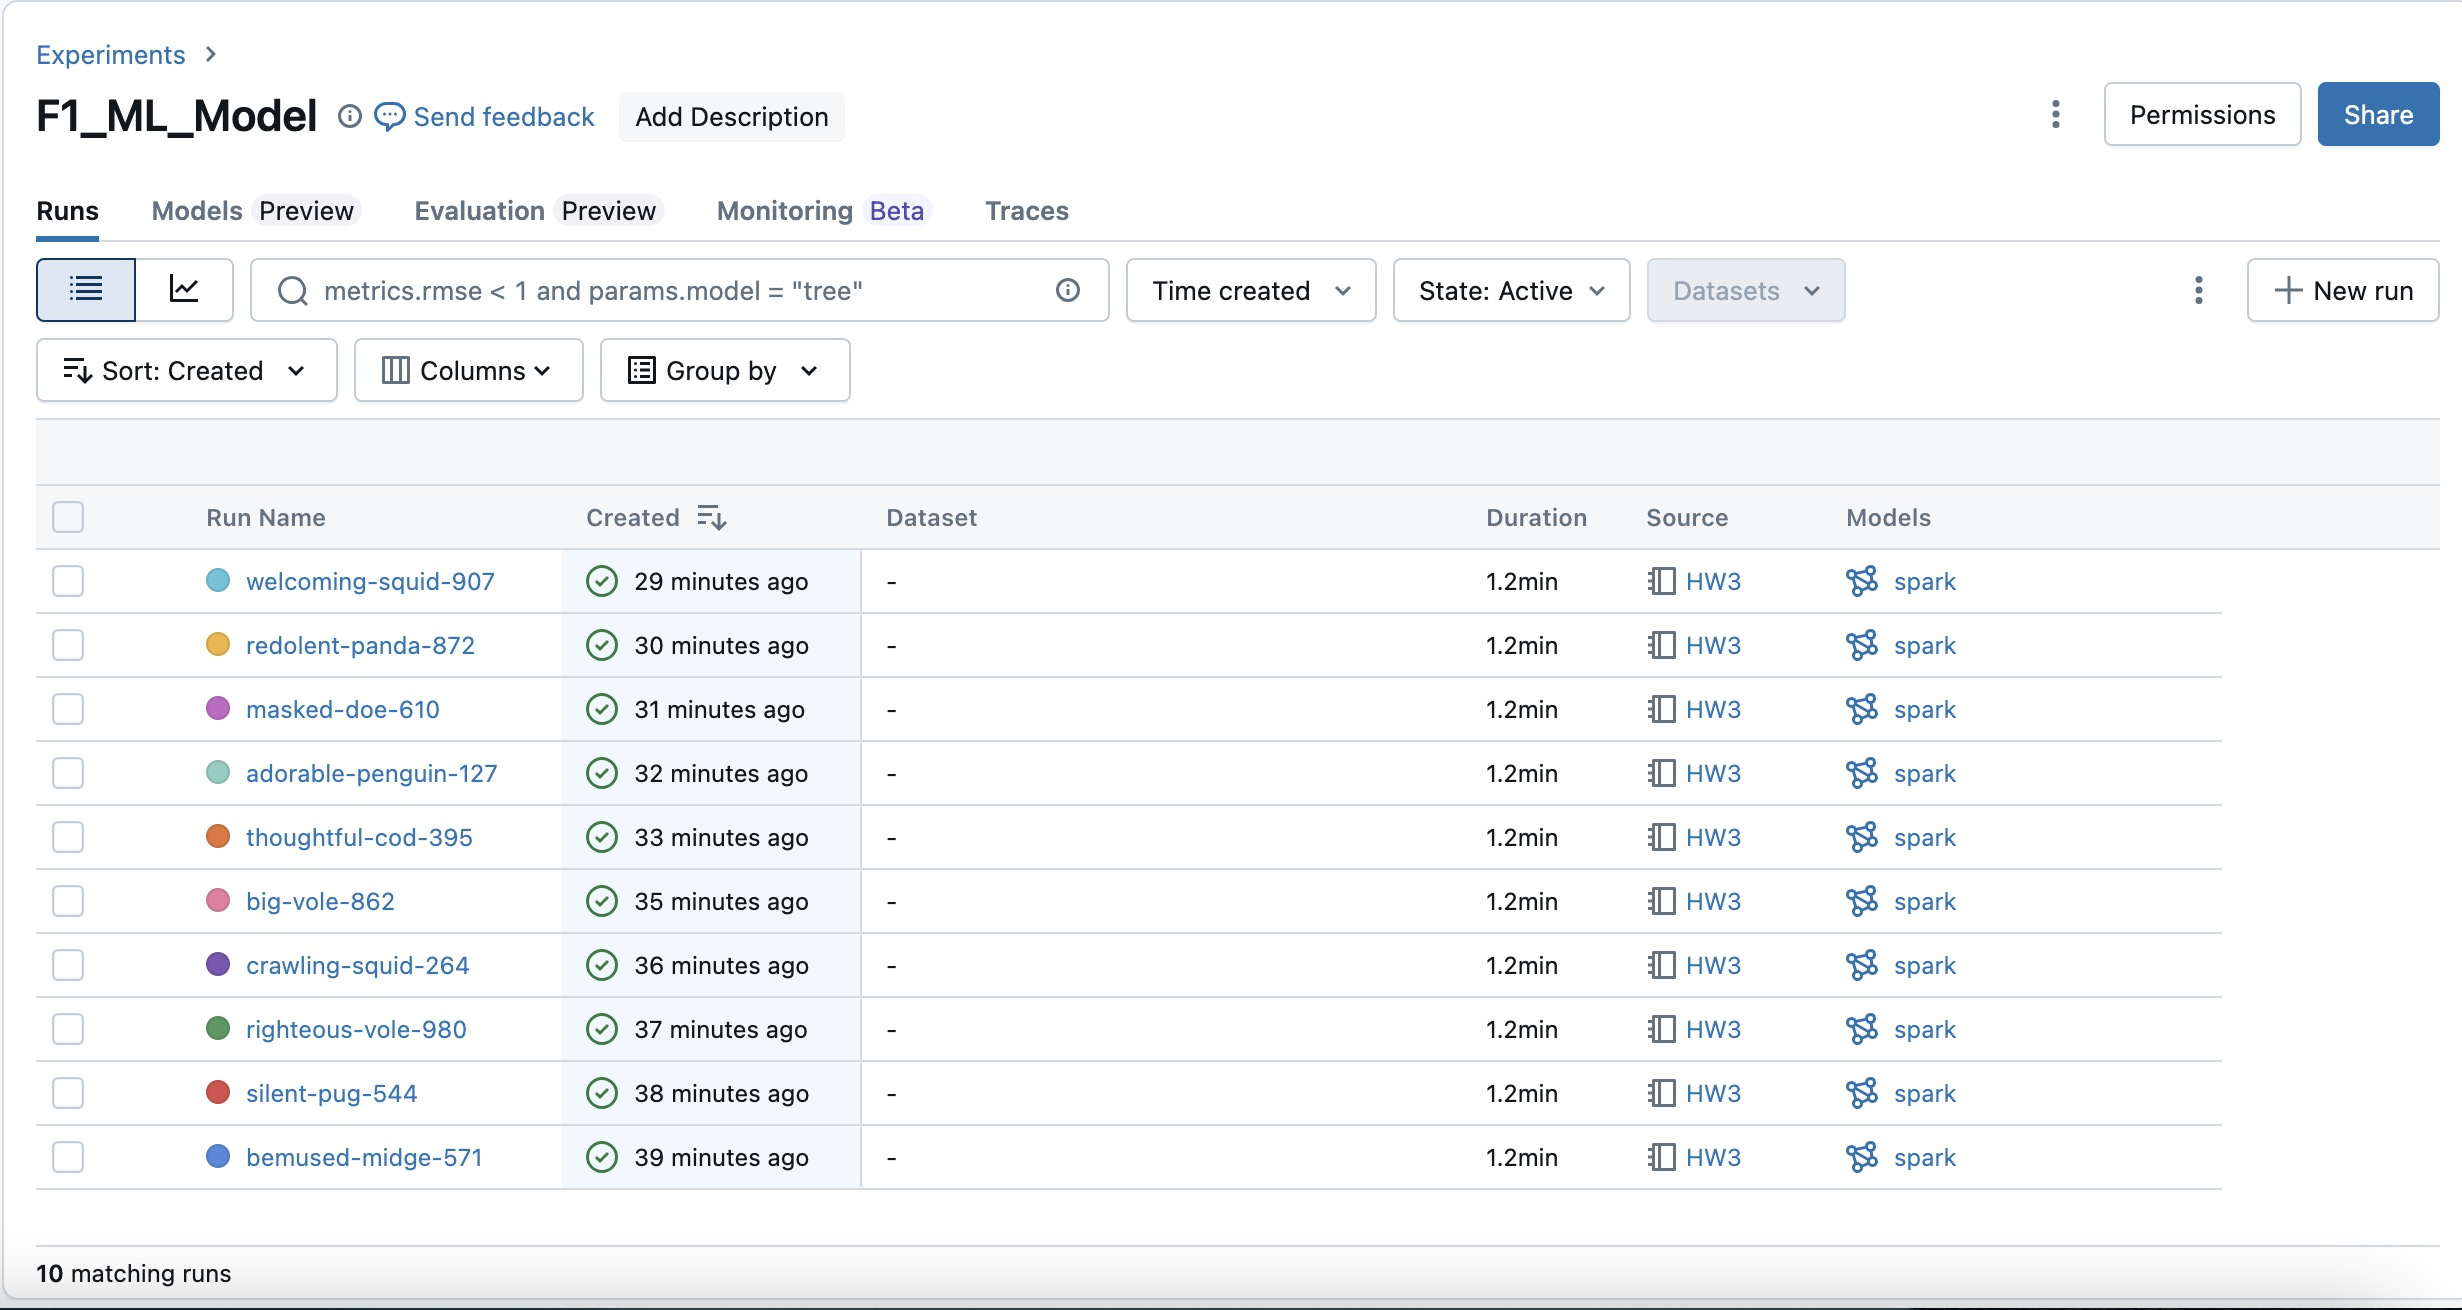 Experiments
F1_ML_Model Send feedback Add Description Permissions Share
Runs Models Preview Evaluation Preview Monitoring Beta Traces
metrics.rmse < 1 and params.model = "tree" Time created State: Active Datasets New run
Sort: Created Columns Group by
Run Name Created Dataset Duration Source Models
welcoming-squid-907 29 minutes ago - 1.2min HW3 spark
redolent-panda-872 30 minutes ago - 1.2min HW3 spark
masked-doe-610 31 minutes ago - 1.2min HW3 spark
adorable-penguin-127 32 minutes ago - 1.2min HW3 spark
thoughtful-cod-395 33 minutes ago - 1.2min HW3 spark
big-vole-862 35 minutes ago - 1.2min HW3 spark
crawling-squid-264 36 minutes ago - 1.2min HW3 spark
righteous-vole-980 37 minutes ago - 1.2min HW3 spark
silent-pug-544 38 minutes ago - 1.2min HW3 spark
bemused-midge-571 39 minutes ago - 1.2min HW3 spark
10 matching runs